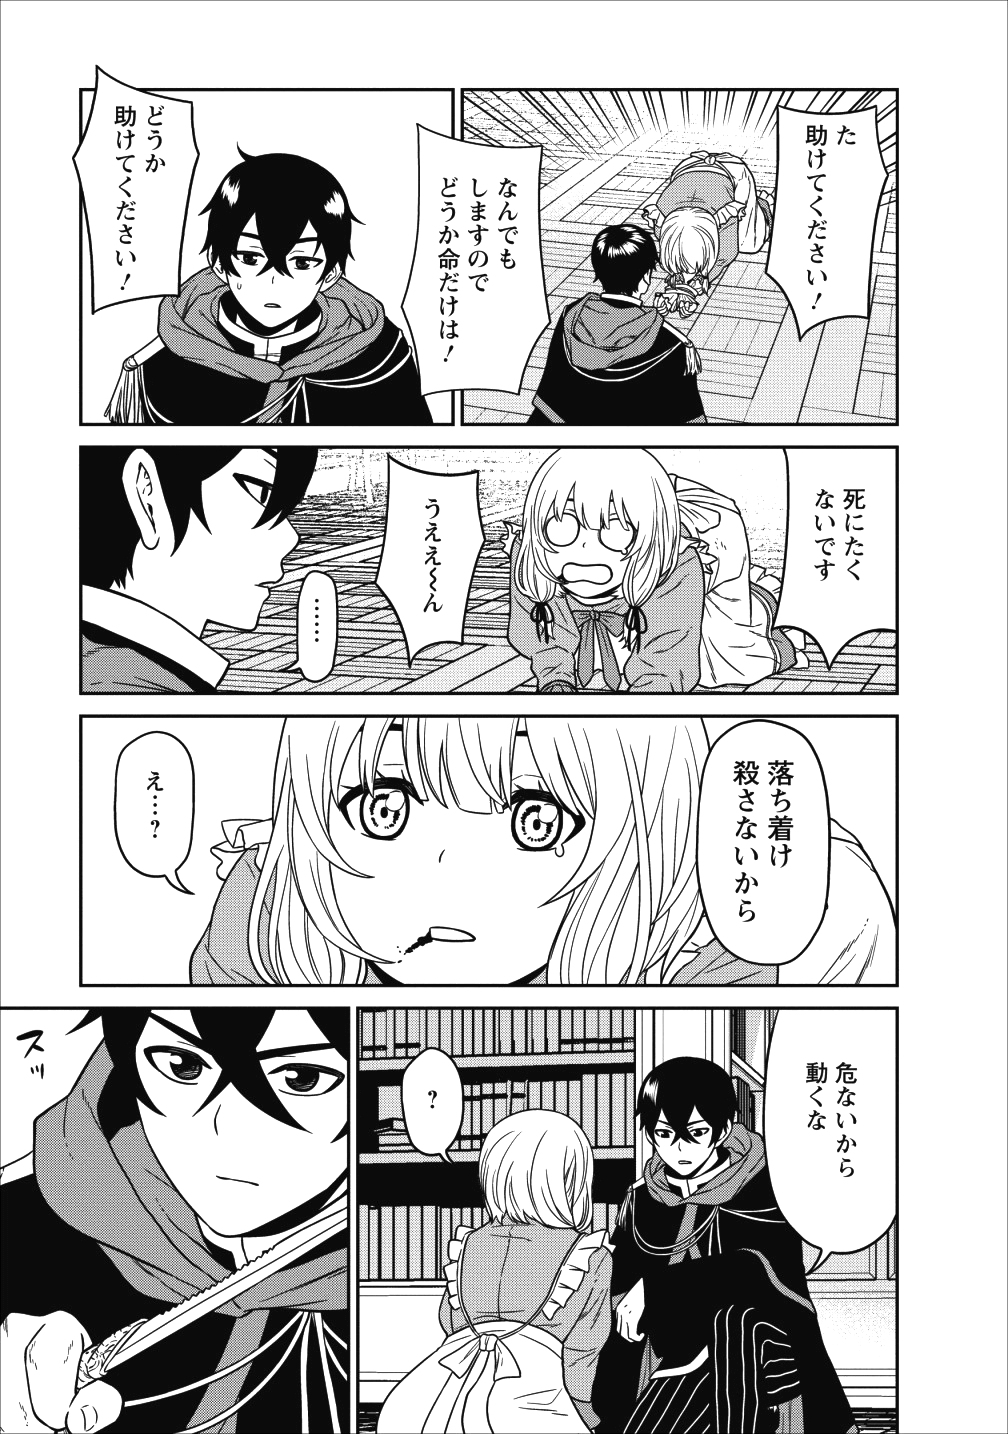 た
助けてください！
なんでも
しますので
どうか命だけは！
どうか
助けてください！
死にたく
ないです
うええ～ん
……
落ち着け
殺さないから
え…？
危ないから
動くな
？
スッ